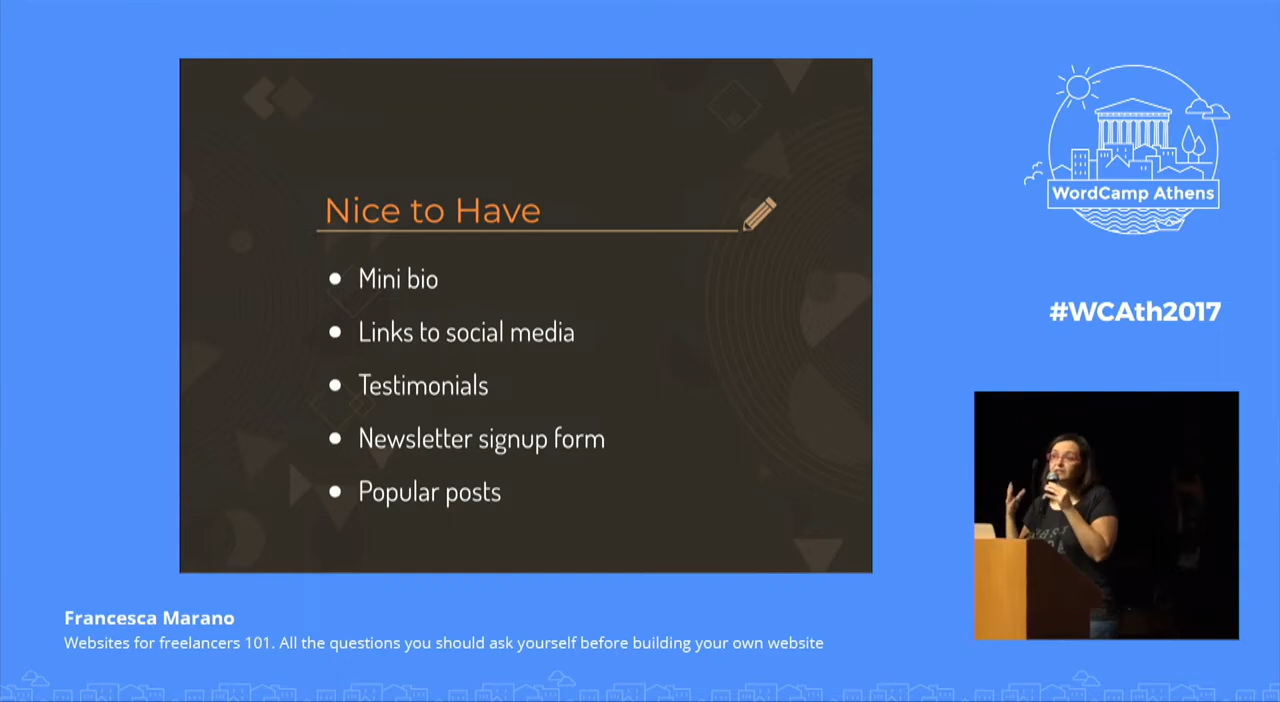 Nice to Have
Mini bio
Links to social media
Testimonials
Newsletter signup form
Popular posts
WordCamp Athens
#WCAth2017
Francesca Marano
Websites for freelancers 101. All the questions you should ask yourself before building your own website